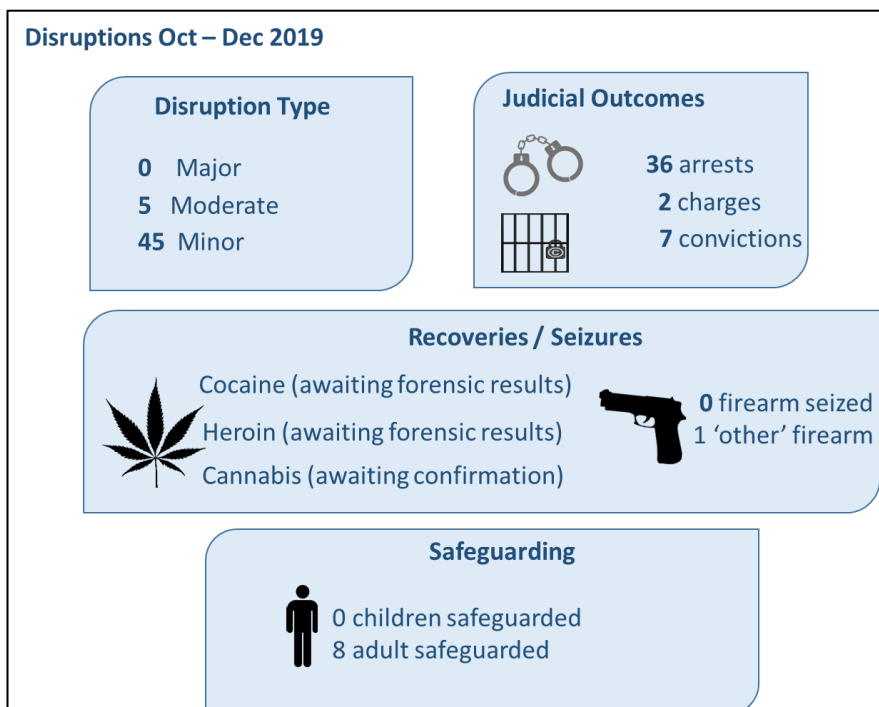 Disruptions Oct – Dec 2019
Disruption Type
0 Major
5 Moderate
45 Minor
Judicial Outcomes
36 arrests
2 charges
7 convictions
Recoveries / Seizures
Cocaine (awaiting forensic results)
Heroin (awaiting forensic results)
Cannabis (awaiting confirmation)
0 firearm seized
1 ‘other’ firearm
Safeguarding
0 children safeguarded
8 adult safeguarded